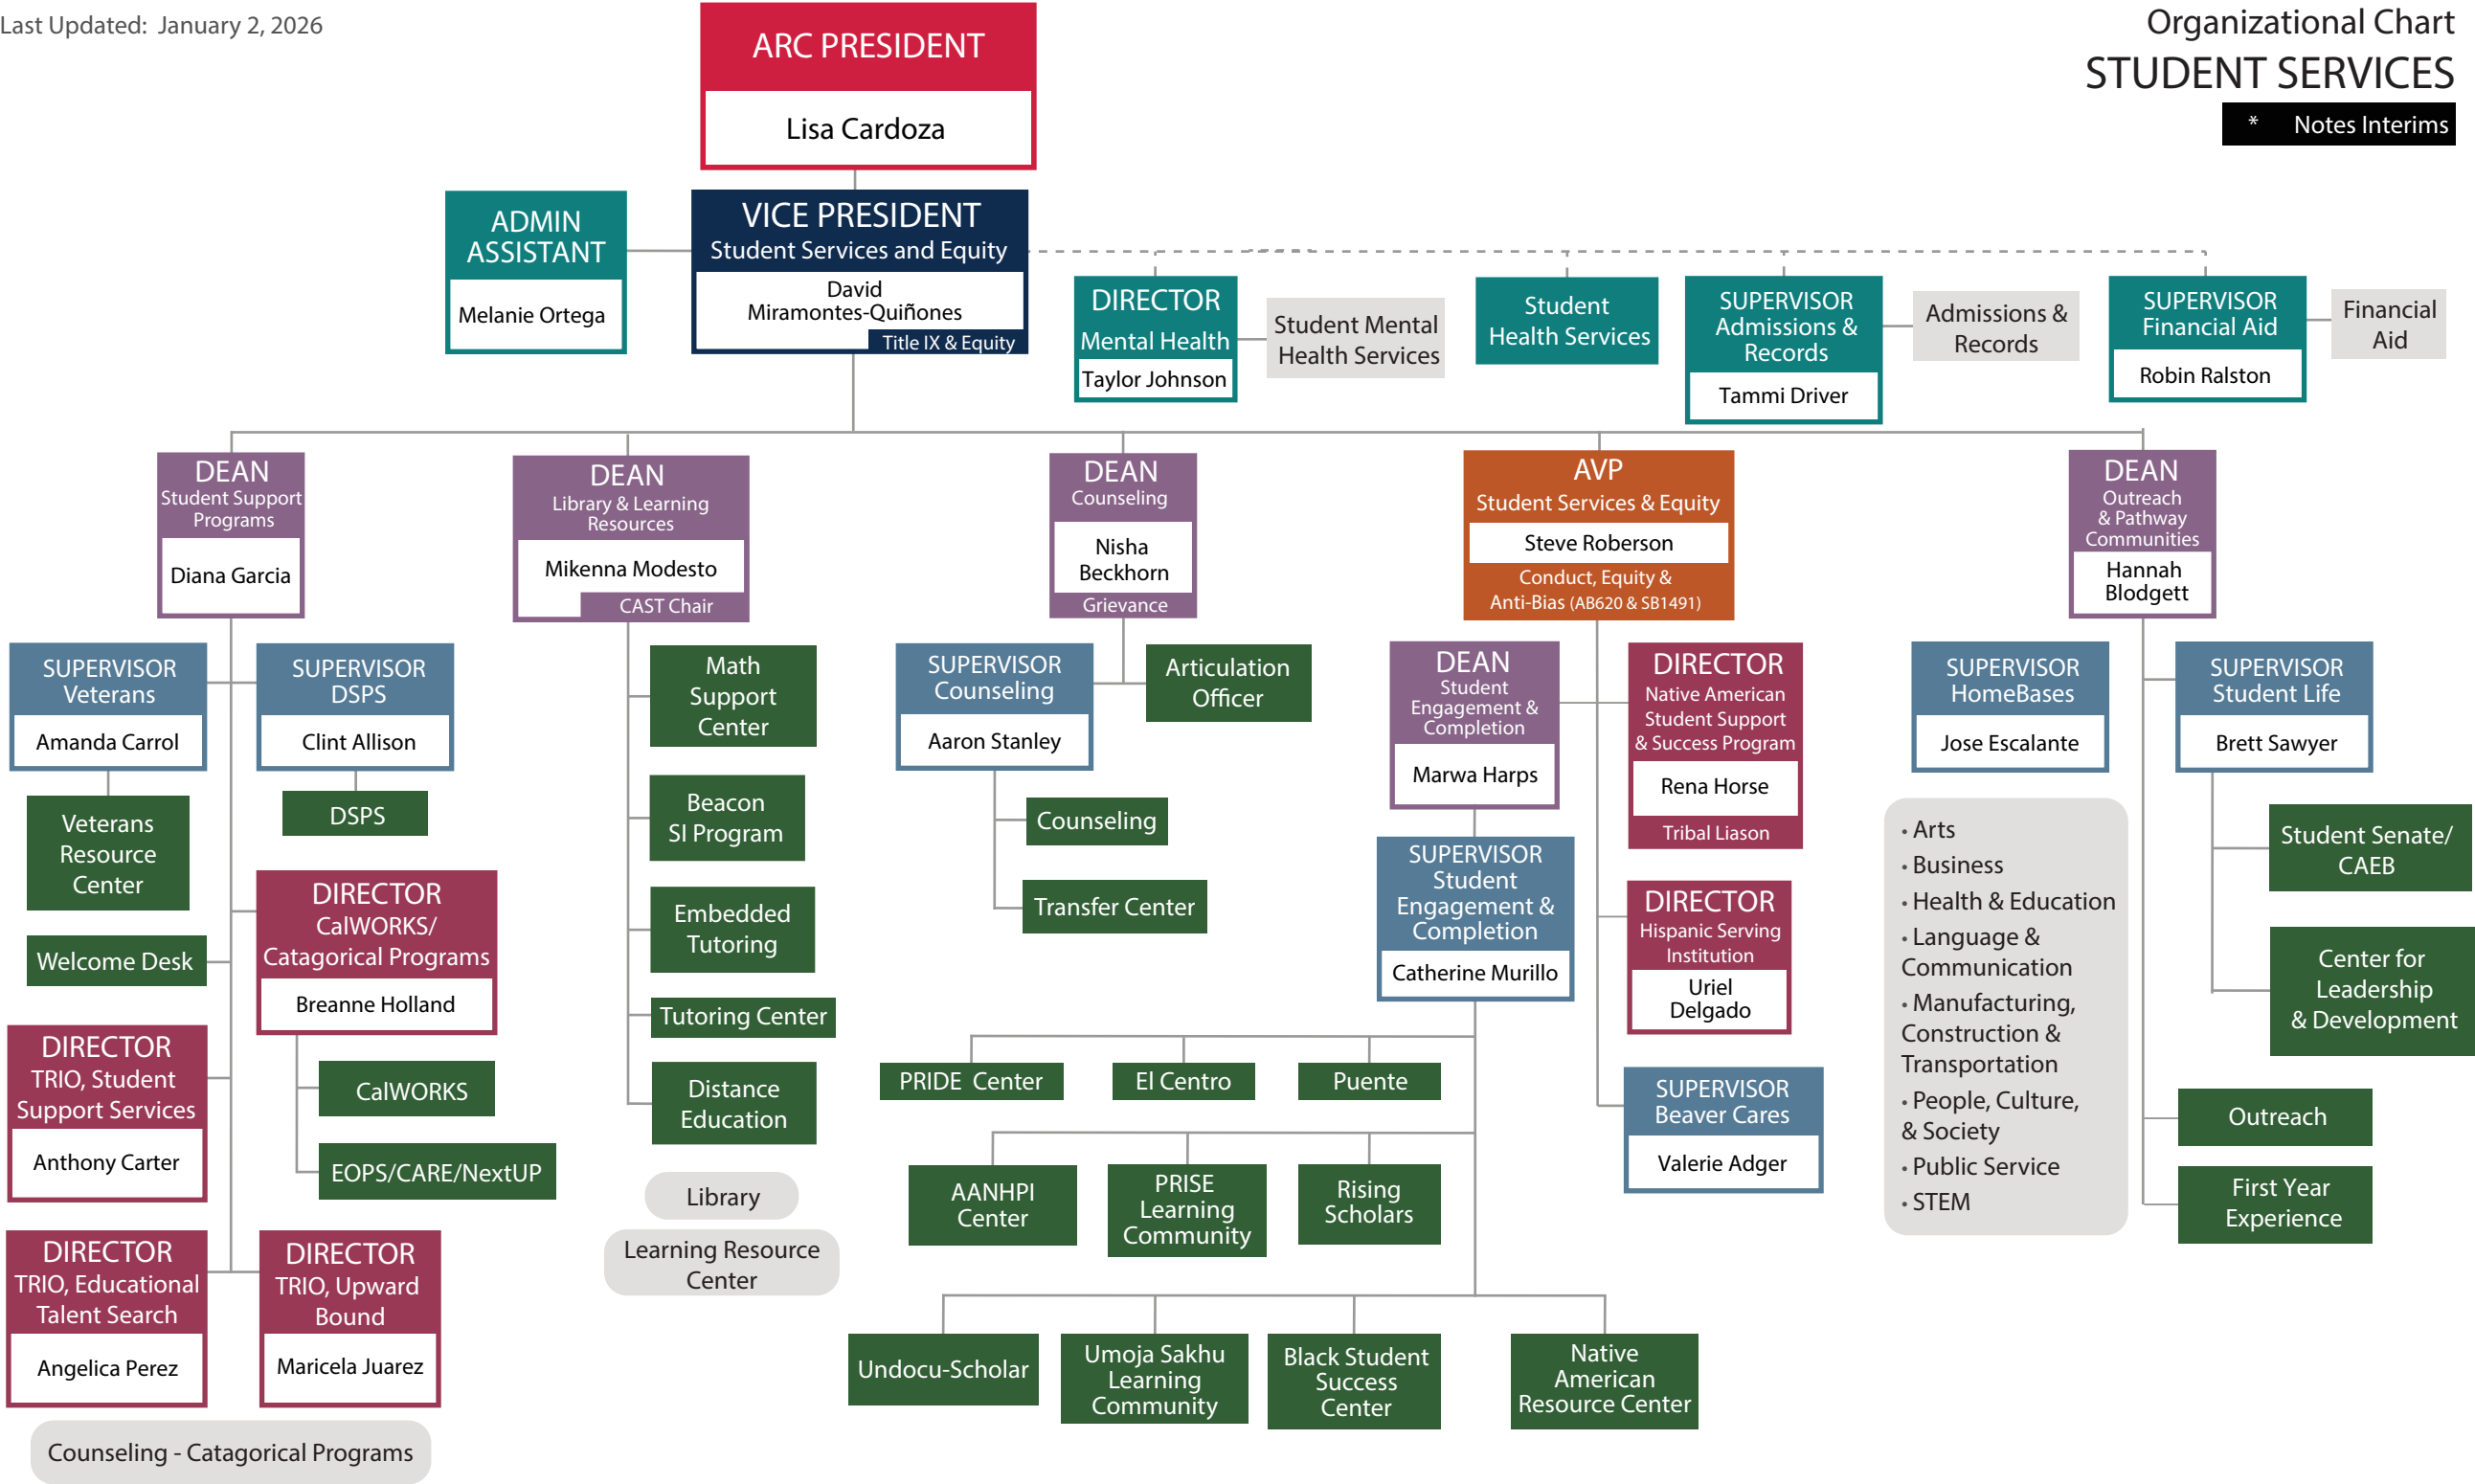 Last Updated: January 2, 2026
Organizational Chart
STUDENT SERVICES
* Notes Interims
ARC PRESIDENT
Lisa Cardoza
ADMIN
ASSISTANT
Melanie Ortega
VICE PRESIDENT
Student Services and Equity
David
Miramontes-Quiñones
Title IX & Equity
DIRECTOR
Mental Health
Taylor Johnson
Student Mental
Health Services
Student
Health Services
SUPERVISOR
Admissions &
Records
Tammi Driver
Admissions &
Records
SUPERVISOR
Financial Aid
Robin Ralston
Financial
Aid
DEAN
Student Support
Programs
Diana Garcia
SUPERVISOR
Veterans
Amanda Carrol
SUPERVISOR
DSPS
Clint Allison
Veterans
Resource
Center
DSPS
Welcome Desk
DIRECTOR
CalWORKS/
Catagorical Programs
Breanne Holland
CalWORKS
EOPS/CARE/NextUP
DIRECTOR
TRIO, Student
Support Services
Anthony Carter
DIRECTOR
TRIO, Educational
Talent Search
Angelica Perez
DIRECTOR
TRIO, Upward
Bound
Maricela Juarez
Counseling - Catagorical Programs
DEAN
Library & Learning
Resources
Mikenna Modesto
CAST Chair
Math
Support
Center
Beacon
SI Program
Embedded
Tutoring
Tutoring Center
Distance
Education
Library
Learning Resource
Center
DEAN
Counseling
Nisha
Beckhorn
Grievance
SUPERVISOR
Counseling
Aaron Stanley
Articulation
Officer
Counseling
Transfer Center
AVP
Student Services & Equity
Steve Roberson
Conduct, Equity &
Anti-Bias (AB620 & SB1491)
DEAN
Student
Engagement &
Completion
Marwa Harps
SUPERVISOR
Student
Engagement &
Completion
Catherine Murillo
DIRECTOR
Native American
Student Support
& Success Program
Rena Horse
Tribal Liason
DIRECTOR
Hispanic Serving
Institution
Uriel
Delgado
SUPERVISOR
Beaver Cares
Valerie Adger
PRIDE Center
El Centro
Puente
AANHPI
Center
PRISE
Learning
Community
Rising
Scholars
Undocu-Scholar
Umoja Sakhu
Learning
Community
Black Student
Success
Center
Native
American
Resource Center
DEAN
Outreach
& Pathway
Communities
Hannah
Blodgett
SUPERVISOR
HomeBases
Jose Escalante
• Arts
• Business
• Health & Education
• Language &
Communication
• Manufacturing,
Construction &
Transportation
• People, Culture,
& Society
• Public Service
• STEM
SUPERVISOR
Student Life
Brett Sawyer
Student Senate/
CAEB
Center for
Leadership
& Development
Outreach
First Year
Experience